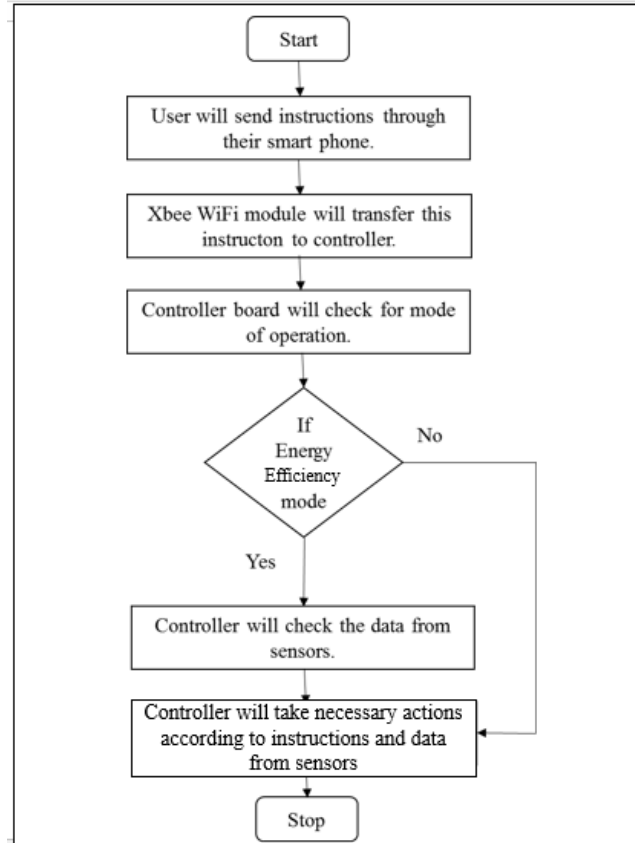 Start
User will send instructions through
their smart phone.
Xbee WiFi module will transfer this
instructon to controller.
Controller board will check for mode
of operation.
If
Energy
Efficiency
mode
No
Yes
Controller will check the data from
sensors.
Controller will take necessary actions
according to instructions and data
from sensors
Stop